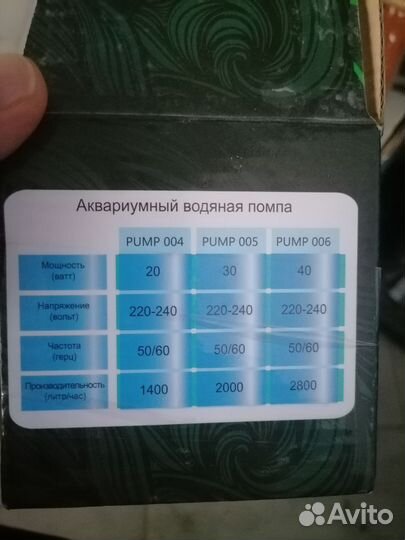 Аквариумный водяная помпа
PUMP 004 PUMP 005 PUMP 006
Мощность
(ватт)
20 30 40
Напряжение
(вольт)
220-240 220-240 220-240
Частота
(герц)
50/60 50/60 50/60
Производительность
(литр/час)
1400 2000 2800
Avito